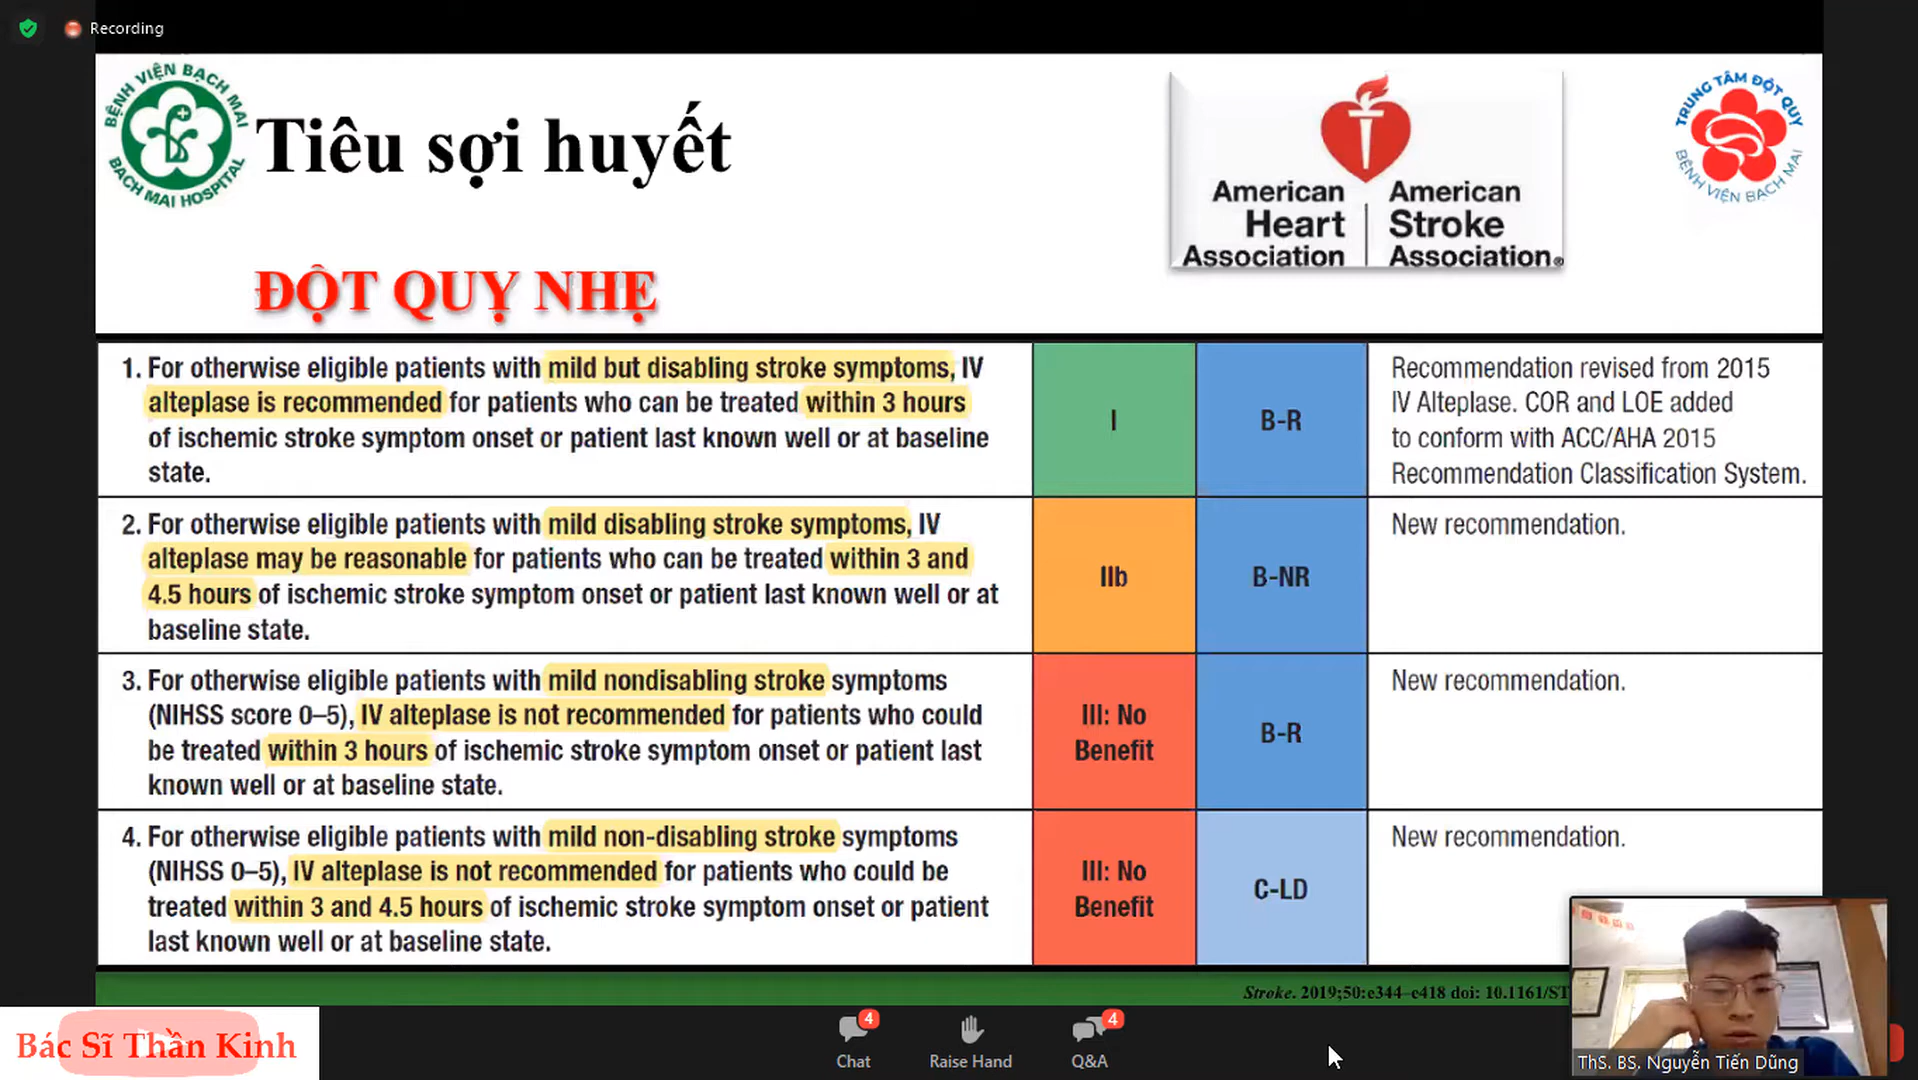 Recording
BỆNH VIỆN BẠCH MAI
BACH MAI HOSPITAL
Tiêu sợi huyết
ĐỘT QUỴ NHẸ
American Heart Association
American Stroke Association®
TRUNG TÂM ĐỘT QUỴ
BỆNH VIỆN BẠCH MAI
1. For otherwise eligible patients with mild but disabling stroke symptoms, IV
alteplase is recommended for patients who can be treated within 3 hours
of ischemic stroke symptom onset or patient last known well or at baseline
state.
I
B-R
Recommendation revised from 2015
IV Alteplase. COR and LOE added
to conform with ACC/AHA 2015
Recommendation Classification System.
2. For otherwise eligible patients with mild disabling stroke symptoms, IV
alteplase may be reasonable for patients who can be treated within 3 and
4.5 hours of ischemic stroke symptom onset or patient last known well or at
baseline state.
IIb
B-NR
New recommendation.
3. For otherwise eligible patients with mild nondisabling stroke symptoms
(NIHSS score 0–5), IV alteplase is not recommended for patients who could
be treated within 3 hours of ischemic stroke symptom onset or patient last
known well or at baseline state.
III: No
Benefit
B-R
New recommendation.
4. For otherwise eligible patients with mild non-disabling stroke symptoms
(NIHSS 0–5), IV alteplase is not recommended for patients who could be
treated within 3 and 4.5 hours of ischemic stroke symptom onset or patient
last known well or at baseline state.
III: No
Benefit
C-LD
New recommendation.
Stroke. 2019;50:e344–e418 doi: 10.1161/ST
Bác Sĩ Thần Kinh
4
Chat
Raise Hand
4
Q&A
ThS. BS. Nguyễn Tiến Dũng